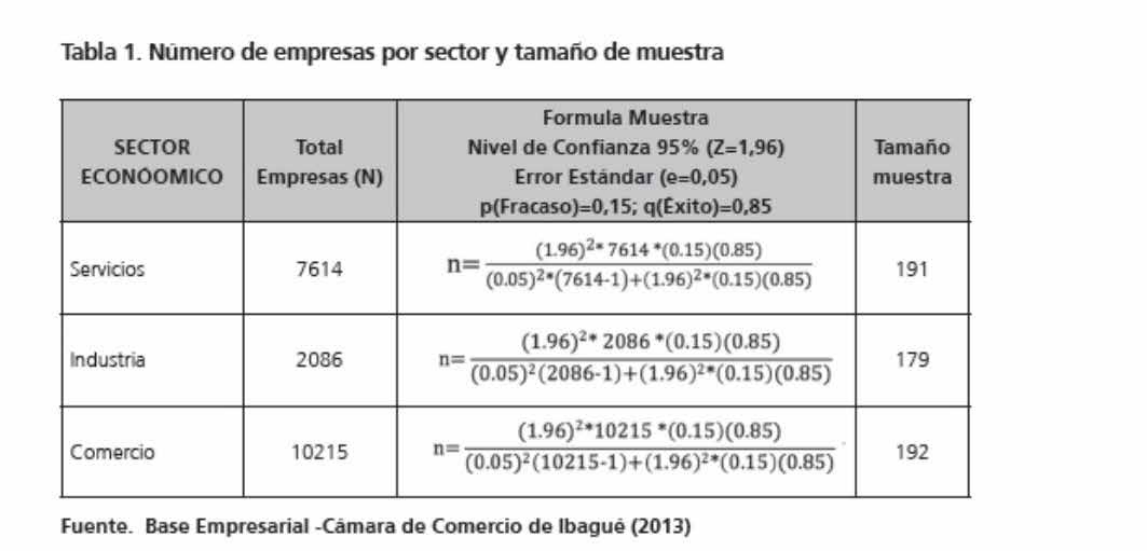 Tabla 1. Número de empresas por sector y tamaño de muestra
SECTOR ECONÓOMICO | Total Empresas (N) | Formula Muestra Nivel de Confianza 95% (Z=1,96) Error Estándar (e=0,05) p(Fracaso)=0,15; q(Éxito)=0,85 | Tamaño muestra
Servicios | 7614 | n= (1.96)²* 7614 *(0.15)(0.85) / (0.05)²*(7614-1)+(1.96)²*(0.15)(0.85) | 191
Industria | 2086 | n= (1.96)²* 2086 *(0.15)(0.85) / (0.05)²(2086-1)+(1.96)²*(0.15)(0.85) | 179
Comercio | 10215 | n= (1.96)²*10215 *(0.15)(0.85) / (0.05)²(10215-1)+(1.96)²*(0.15)(0.85) | 192
Fuente. Base Empresarial -Cámara de Comercio de Ibagué (2013)